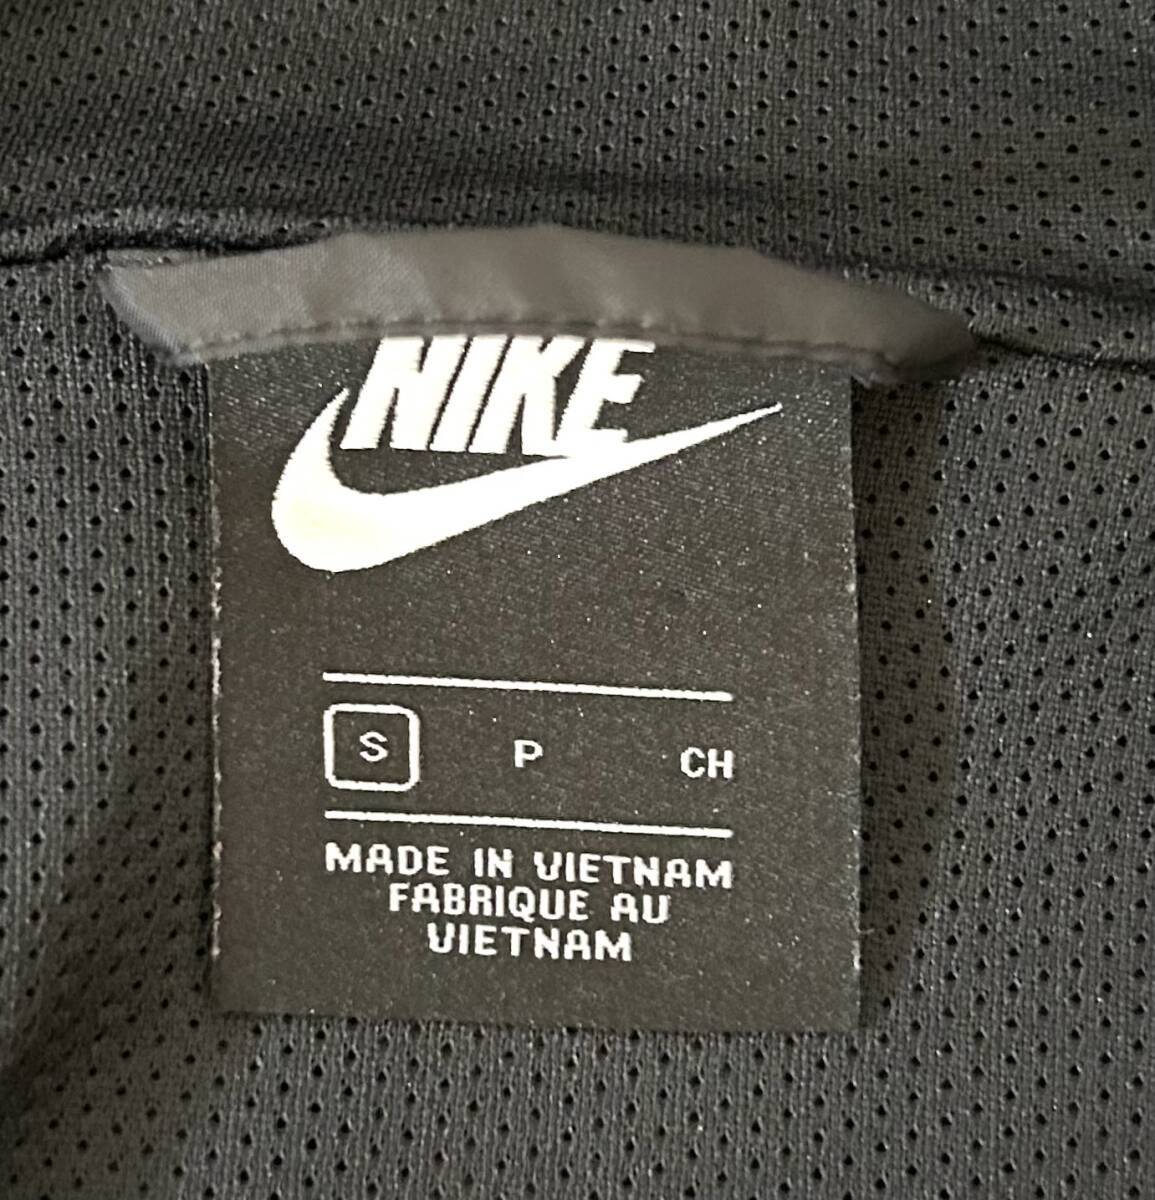 NIKE
S P CH
MADE IN VIETNAM
FABRIQUE AU
VIETNAM